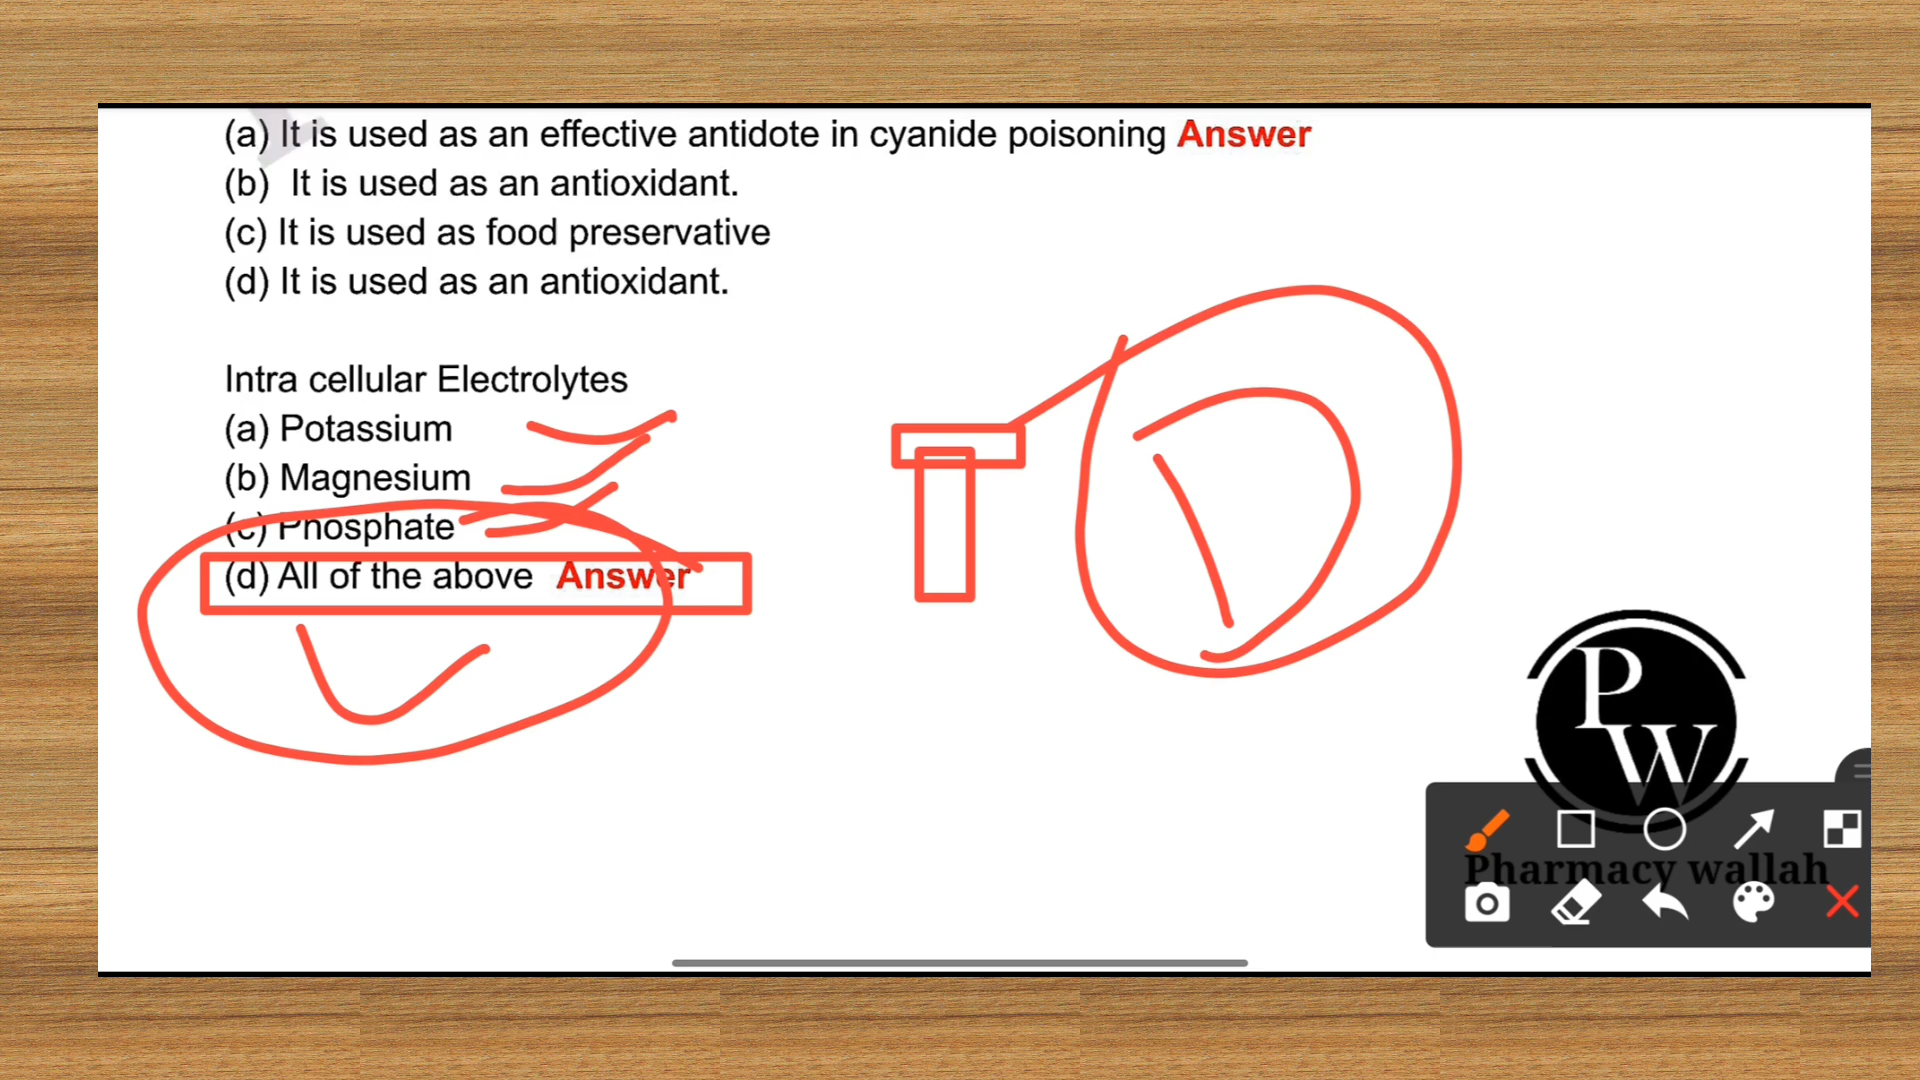 (a) It is used as an effective antidote in cyanide poisoning Answer
(b) It is used as an antioxidant.
(c) It is used as food preservative
(d) It is used as an antioxidant.
Intra cellular Electrolytes
(a) Potassium
(b) Magnesium
(c) Phosphate
(d) All of the above Answer
D
PW
Pharmacy wallah